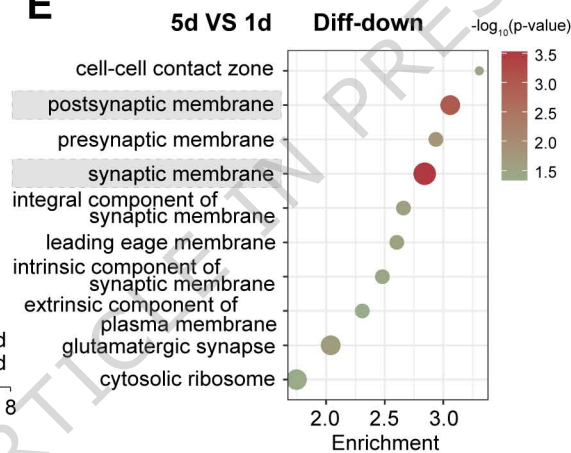 E
5d VS 1d Diff-down
-log10(p-value)
cell-cell contact zone
postsynaptic membrane
presynaptic membrane
synaptic membrane
integral component of
synaptic membrane
leading eage membrane
intrinsic component of
synaptic membrane
extrinsic component of
plasma membrane
glutamatergic synapse
cytosolic ribosome
3.5
3.0
2.5
2.0
1.5
2.0 2.5 3.0
Enrichment
d
d
8
RTICLE IN PRES